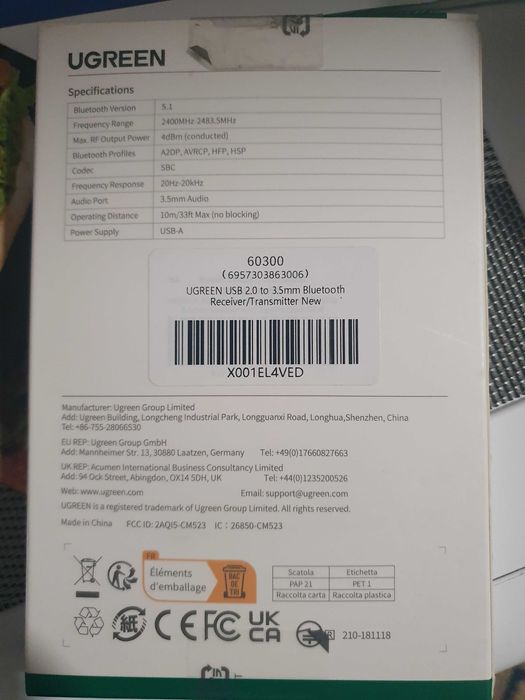 UGREEN
Specifications
Bluetooth Version 5.1
Frequency Range 2400MHz-2483.5MHz
Max. RF Output Power 4dBm (conducted)
Bluetooth Profiles A2DP, AVRCP, HFP, HSP
Codec SBC
Frequency Response 20Hz-20kHz
Audio Port 3.5mm Audio
Operating Distance 10m/33ft Max (no blocking)
Power Supply USB-A
60300
(6957303863006)
UGREEN USB 2.0 to 3.5mm Bluetooth
Receiver/Transmitter New
X001EL4VED
Manufacturer: Ugreen Group Limited
Add: Ugreen Building, Longcheng Industrial Park, Longguanxi Road, Longhua,Shenzhen, China
Tel: +86-755-28066530
EU REP: Ugreen Group GmbH
Add: Mannheimer Str. 13, 30880 Laatzen, Germany Tel: +49(0)17660827663
UK REP: Acumen International Business Consultancy Limited
Add: 94 Ock Street, Abingdon, OX14 5DH, UK Tel: +44(0)1235200526
Web: www.ugreen.com Email: support@ugreen.com
UGREEN is a registered trademark of Ugreen Group Limited. All rights reserved.
Made in China FCC ID: 2AQI5-CM523 IC : 26850-CM523
FR
Éléments
d'emballage
BAC
DE
TRI
Scatola Etichetta
PAP 21 PET 1
Raccolta carta Raccolta plastica
紙 CE FC UK
CA
R 210-181118